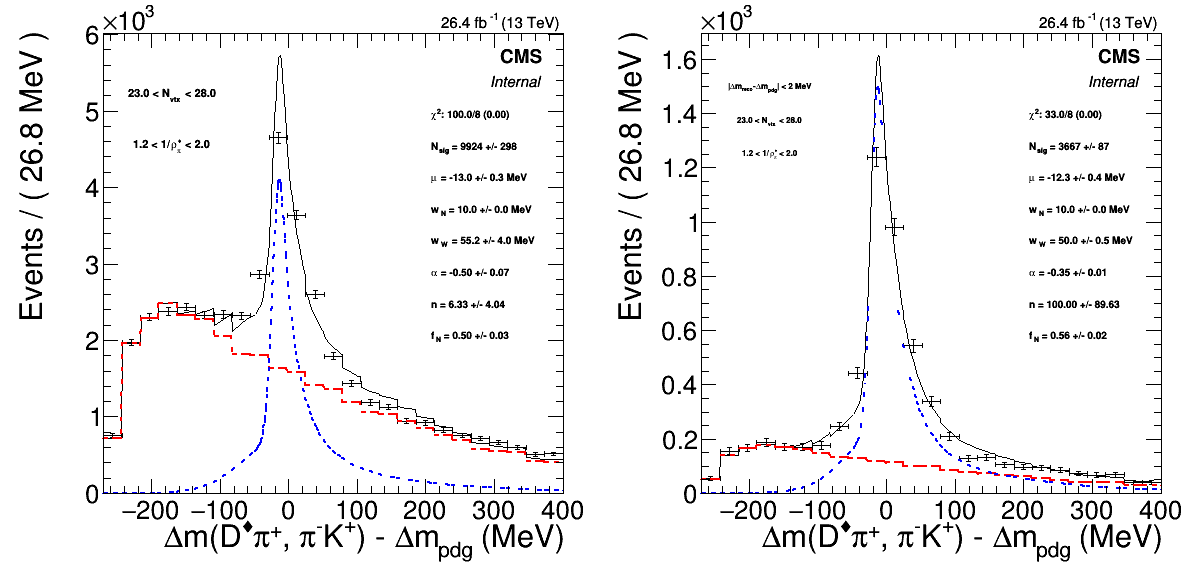 ×10³
26.4 fb⁻¹ (13 TeV)
CMS
Internal
23.0 < N_vtx < 28.0
1.2 < 1/ρ_π^♦ < 2.0
χ²: 100.0/8 (0.00)
N_sig = 9924 +/- 298
μ = -13.0 +/- 0.3 MeV
w_N = 10.0 +/- 0.0 MeV
w_W = 55.2 +/- 4.0 MeV
α = -0.50 +/- 0.07
n = 6.33 +/- 4.04
f_N = 0.50 +/- 0.03
Events / ( 26.8 MeV )
6
5
4
3
2
1
0
−200 −100 0 100 200 300 400
Δm(D^♦π⁺, π⁻K⁺) - Δm_pdg (MeV)
×10³
26.4 fb⁻¹ (13 TeV)
CMS
Internal
|Δm_reco-Δm_pdg| < 2 MeV
23.0 < N_vtx < 28.0
1.2 < 1/ρ_π^♦ < 2.0
χ²: 33.0/8 (0.00)
N_sig = 3667 +/- 87
μ = -12.3 +/- 0.4 MeV
w_N = 10.0 +/- 0.0 MeV
w_W = 50.0 +/- 0.5 MeV
α = -0.35 +/- 0.01
n = 100.00 +/- 89.63
f_N = 0.56 +/- 0.02
Events / ( 26.8 MeV )
1.6
1.4
1.2
1
0.8
0.6
0.4
0.2
0
−200 −100 0 100 200 300 400
Δm(D^♦π⁺, π⁻K⁺) - Δm_pdg (MeV)